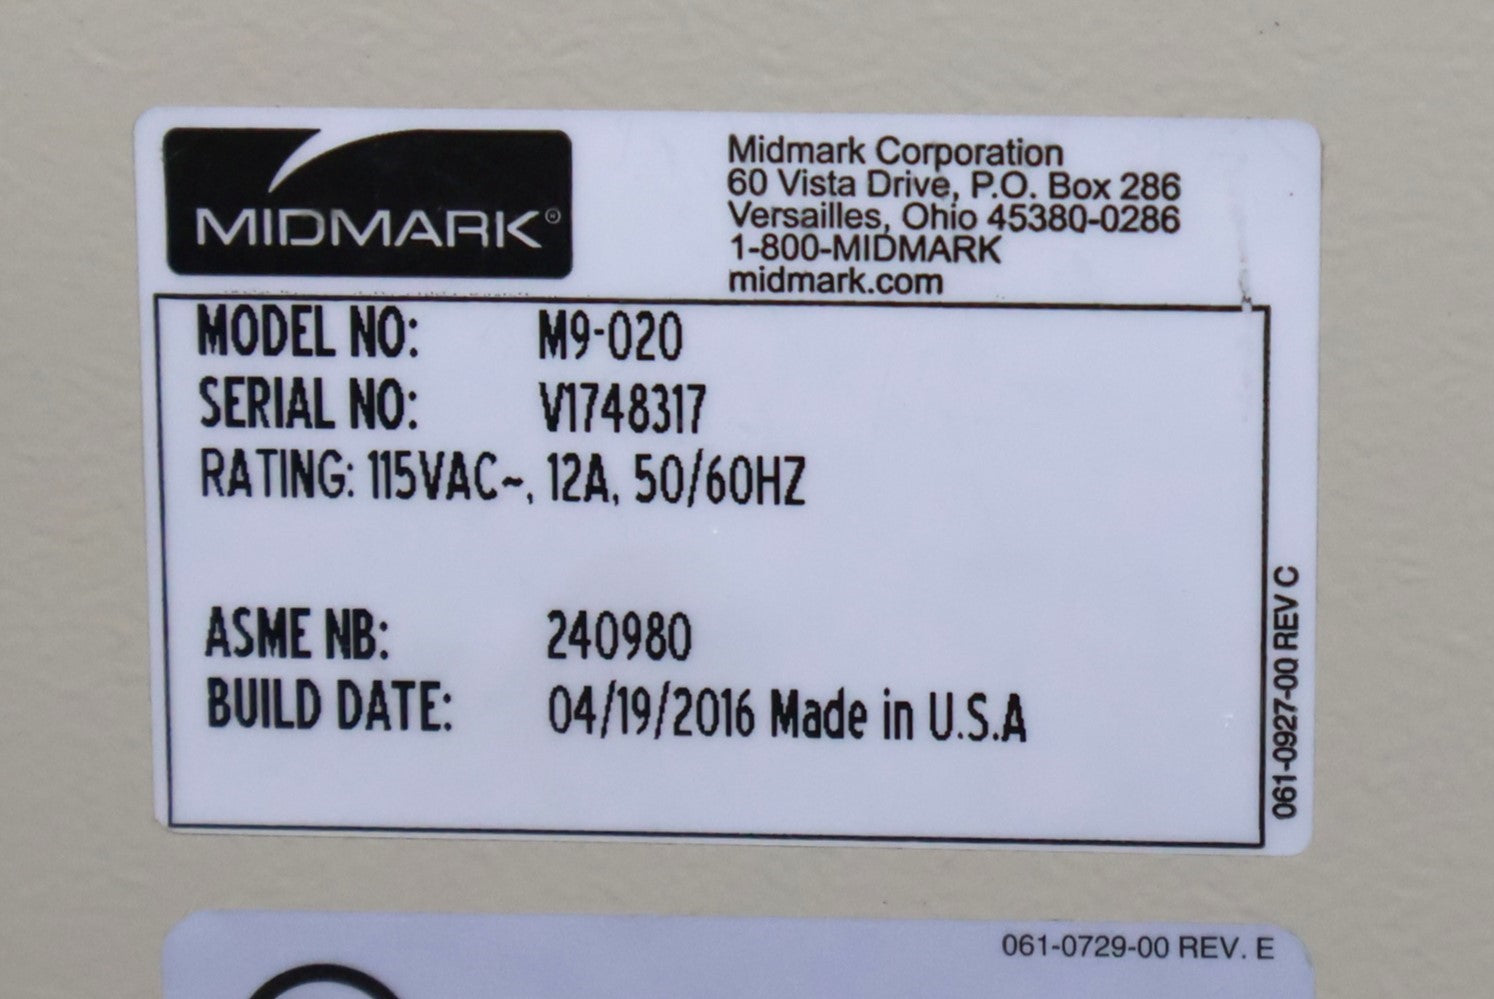 MIDMARK®
Midmark Corporation
60 Vista Drive, P.O. Box 286
Versailles, Ohio 45380-0286
1-800-MIDMARK
midmark.com
MODEL NO: M9-020
SERIAL NO: V1748317
RATING: 115VAC~, 12A, 50/60HZ
ASME NB: 240980
BUILD DATE: 04/19/2016 Made in U.S.A
061-0927-00 REV C
061-0729-00 REV. E